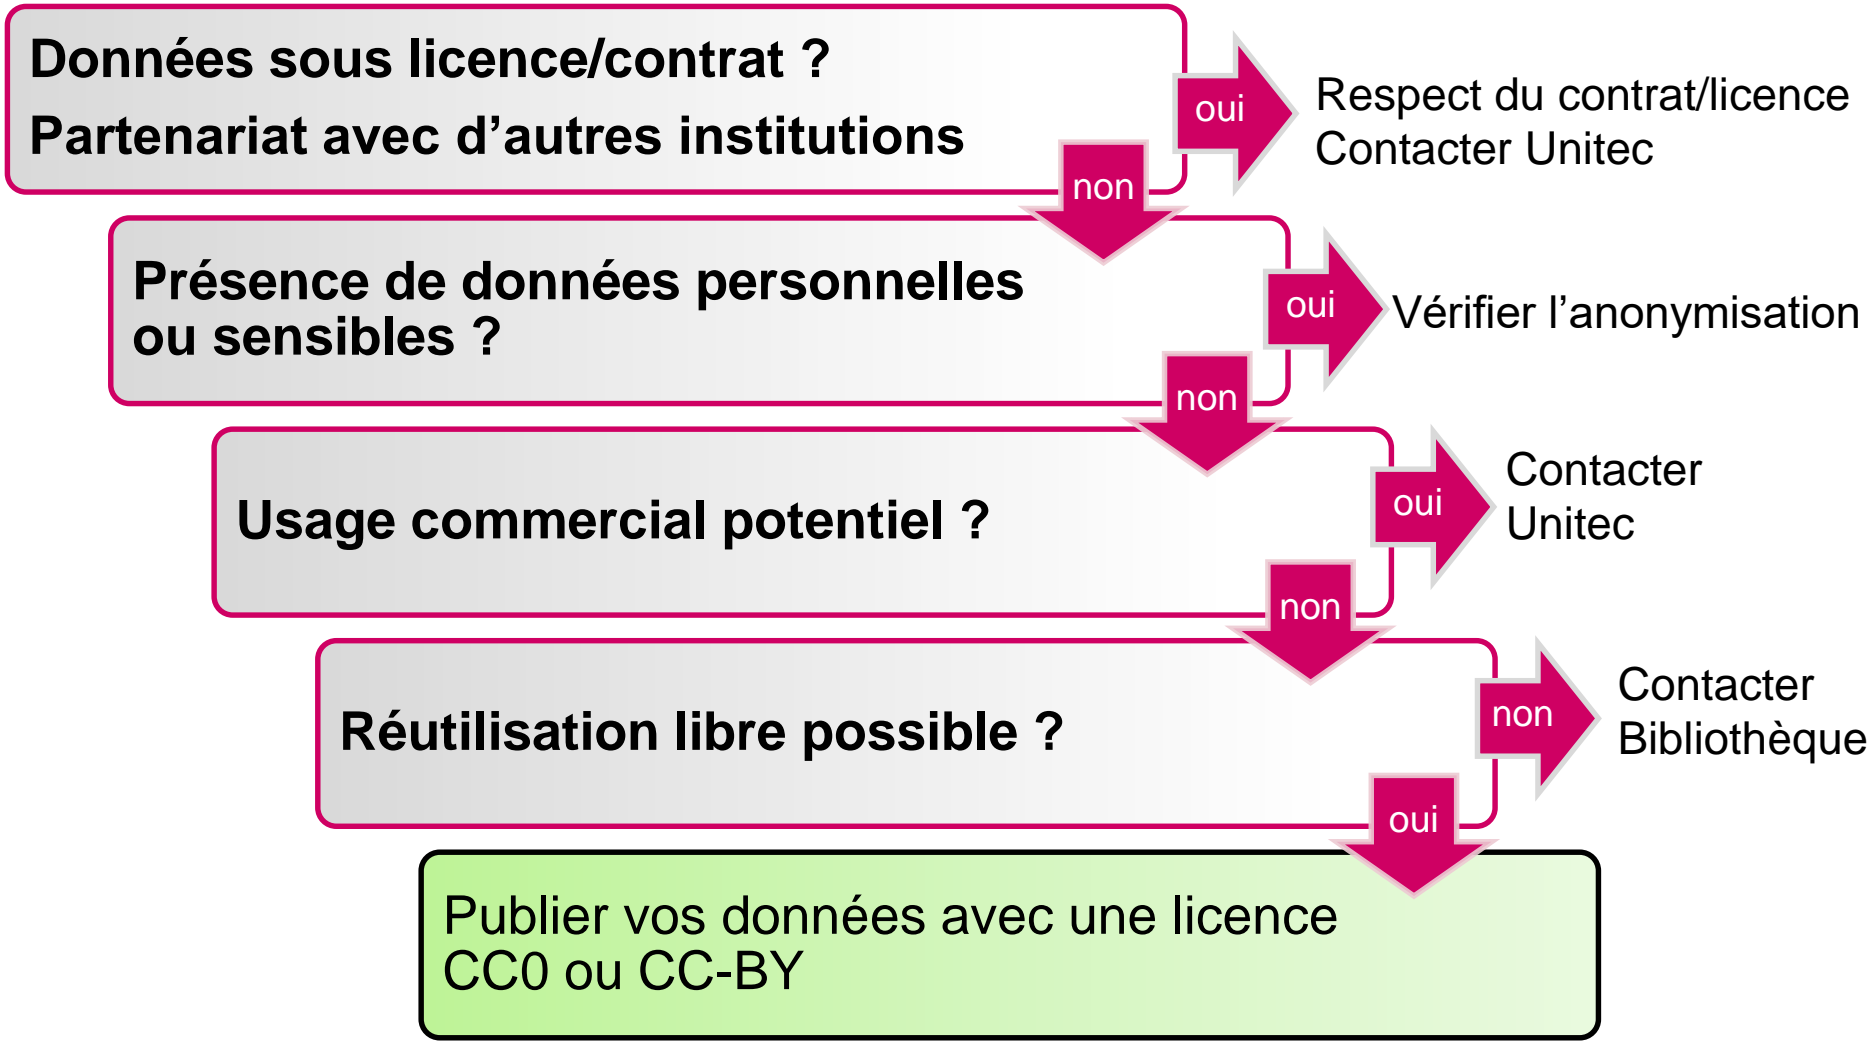 Données sous licence/contrat ?
Partenariat avec d’autres institutions
oui
Respect du contrat/licence
Contacter Unitec
non
Présence de données personnelles
ou sensibles ?
oui
Vérifier l’anonymisation
non
Usage commercial potentiel ?
oui
Contacter
Unitec
non
Réutilisation libre possible ?
non
Contacter
Bibliothèque
oui
Publier vos données avec une licence
CC0 ou CC-BY